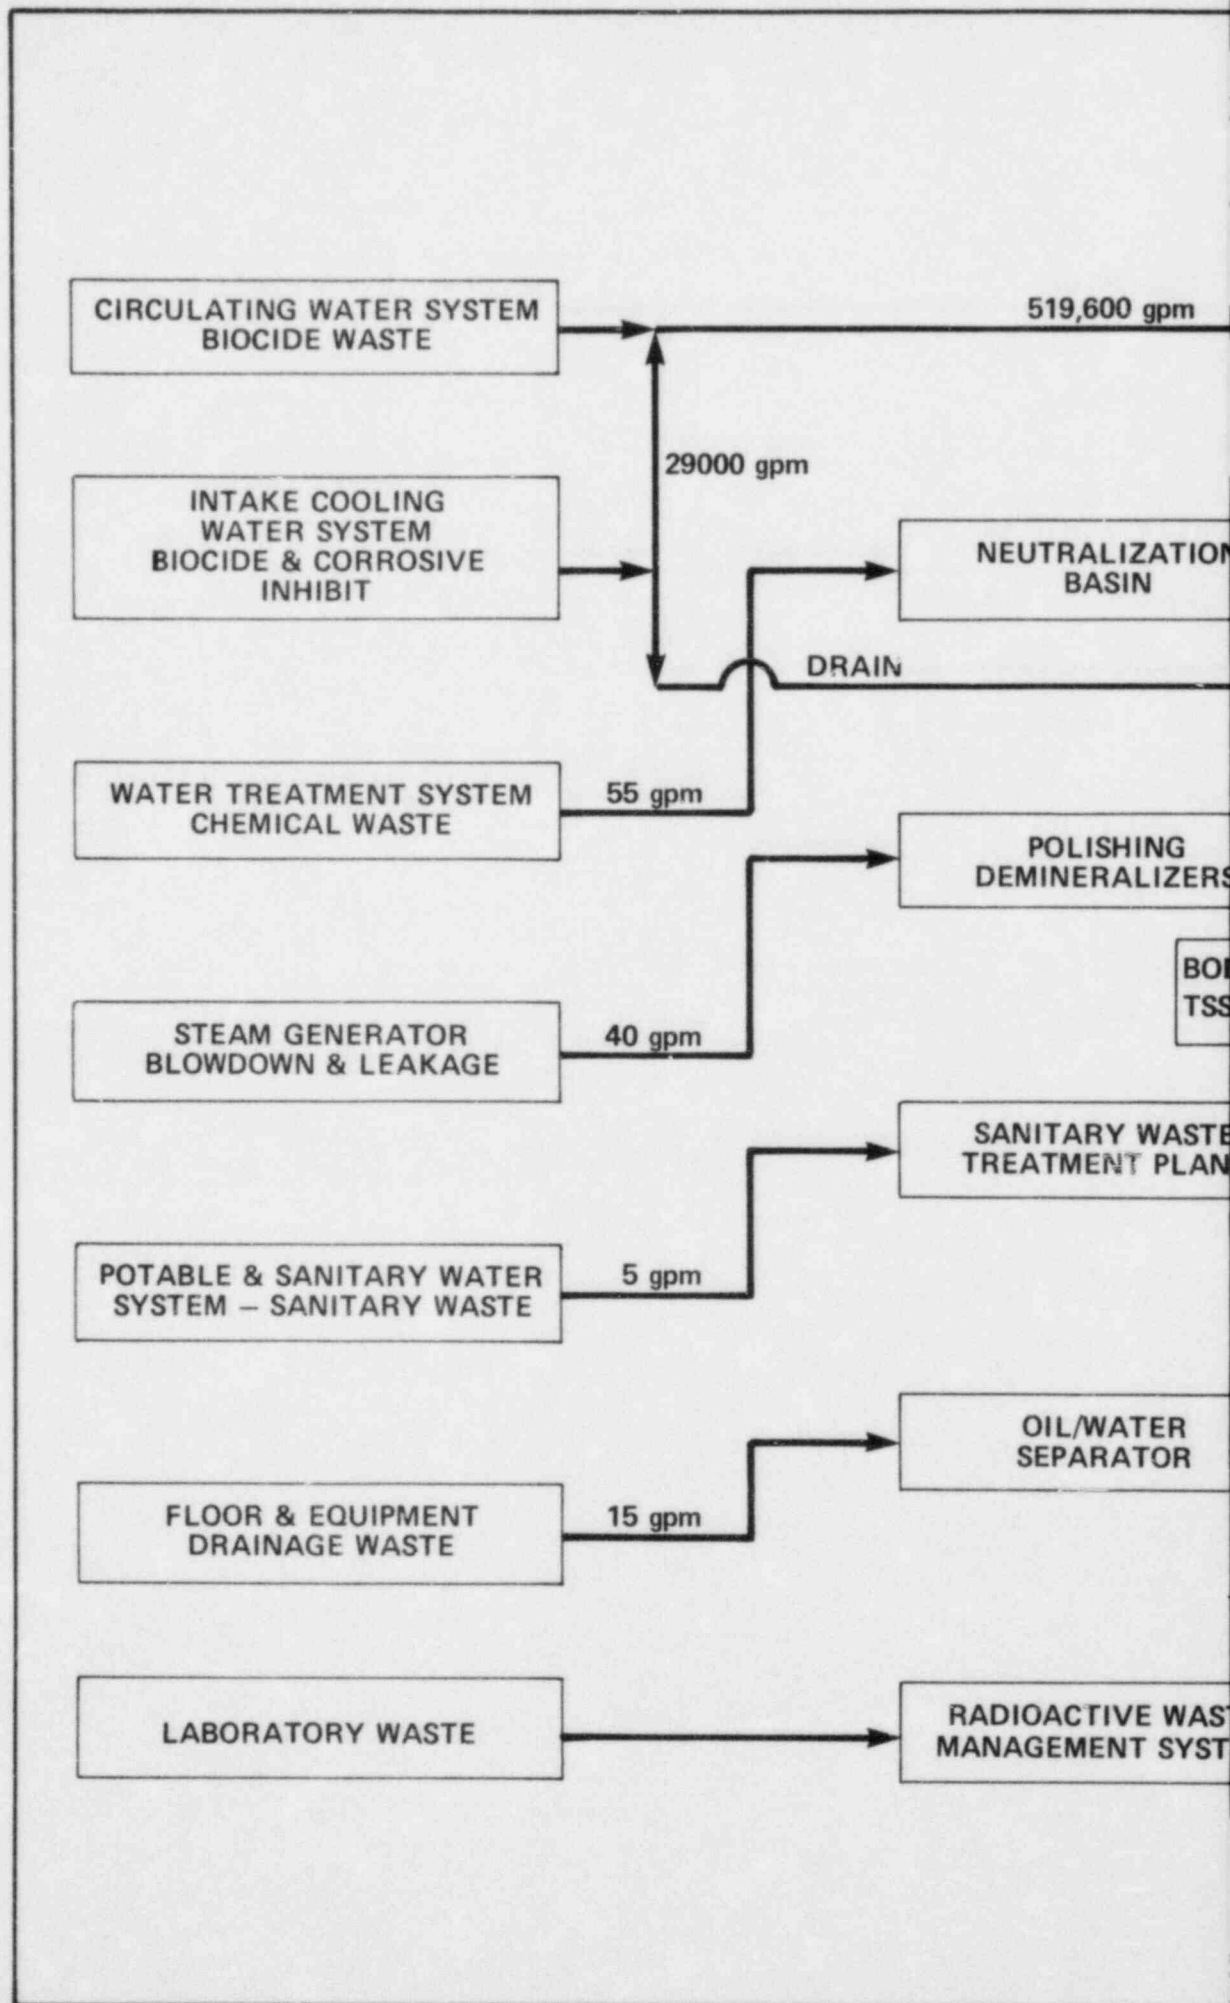 CIRCULATING WATER SYSTEM
BIOCIDE WASTE
519,600 gpm
29000 gpm
INTAKE COOLING
WATER SYSTEM
BIOCIDE & CORROSIVE
INHIBIT
NEUTRALIZATION
BASIN
DRAIN
WATER TREATMENT SYSTEM
CHEMICAL WASTE
55 gpm
POLISHING
DEMINERALIZERS
TSS
STEAM GENERATOR
BLOWDOWN & LEAKAGE
40 gpm
SANITARY WASTE
TREATMENT PLAN
POTABLE & SANITARY WATER
SYSTEM – SANITARY WASTE
5 gpm
OIL/WATER
SEPARATOR
FLOOR & EQUIPMENT
DRAINAGE WASTE
15 gpm
LABORATORY WASTE
RADIOACTIVE WAST
MANAGEMENT SYST